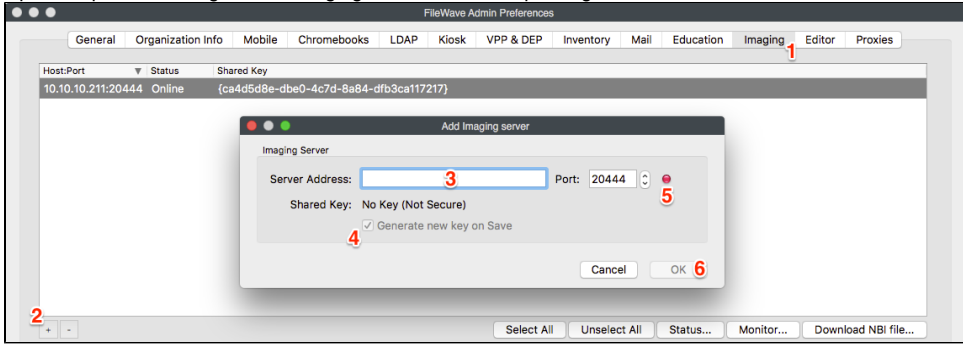 FileWave Admin Preferences
General Organization Info Mobile Chromebooks LDAP Kiosk VPP & DEP Inventory Mail Education Imaging Editor Proxies
1
Host:Port Status Shared Key
10.10.10.211:20444 Online {ca4d5d8e-dbe0-4c7d-8a84-dfb3ca117217}
Add Imaging server
Imaging Server
Server Address: 3 Port: 20444
5
Shared Key: No Key (Not Secure)
4 Generate new key on Save
Cancel OK 6
2
+ - Select All Unselect All Status... Monitor... Download NBI file...